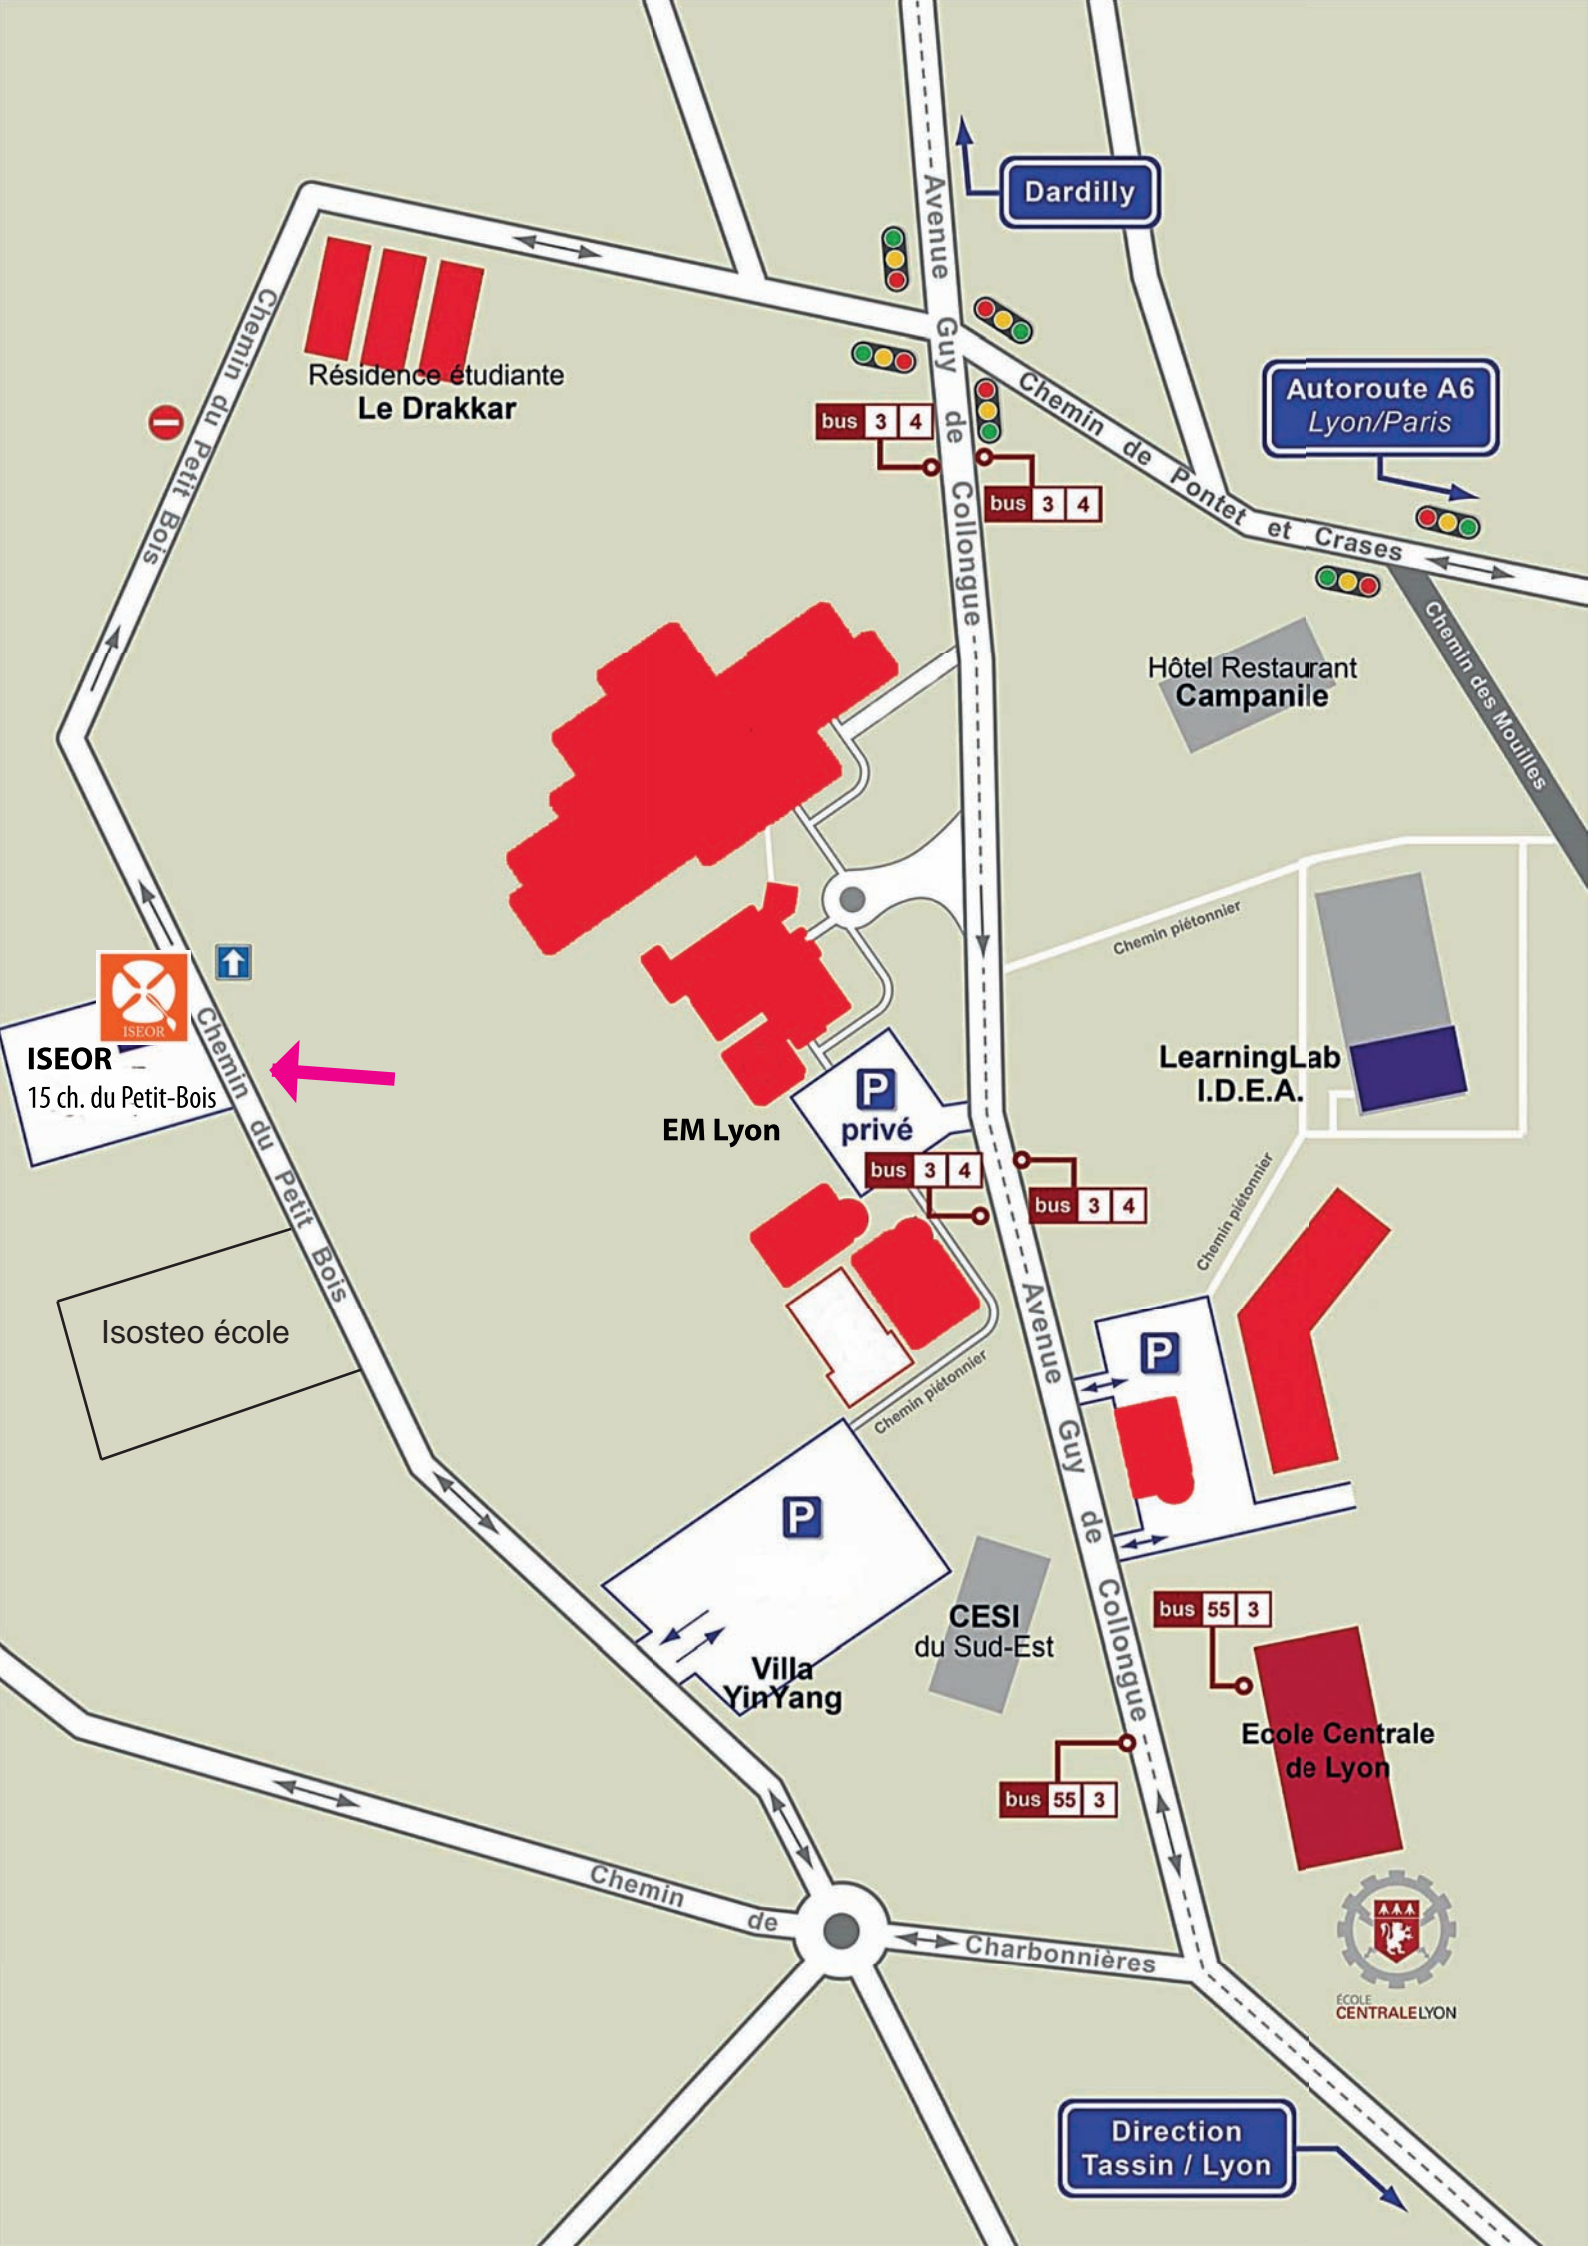 Dardilly
Avenue Guy de Collongue
Chemin du Petit Bois
Résidence étudiante
Le Drakkar
bus 3 4
bus 3 4
Chemin de Pontet et Crases
Autoroute A6
Lyon/Paris
Hôtel Restaurant
Campanile
Chemin des Mouilles
Chemin piétonnier
ISEOR
ISEOR
15 ch. du Petit-Bois
Chemin du Petit Bois
LearningLab
I.D.E.A.
EM Lyon
P
privé
bus 3 4
bus 3 4
Chemin piétonnier
Isosteo école
Avenue Guy de Collongue
P
Chemin piétonnier
P
CESI
du Sud-Est
Villa
YinYang
bus 55 3
Ecole Centrale
de Lyon
bus 55 3
Chemin de Charbonnières
ÉCOLE
CENTRALELYON
Direction
Tassin / Lyon